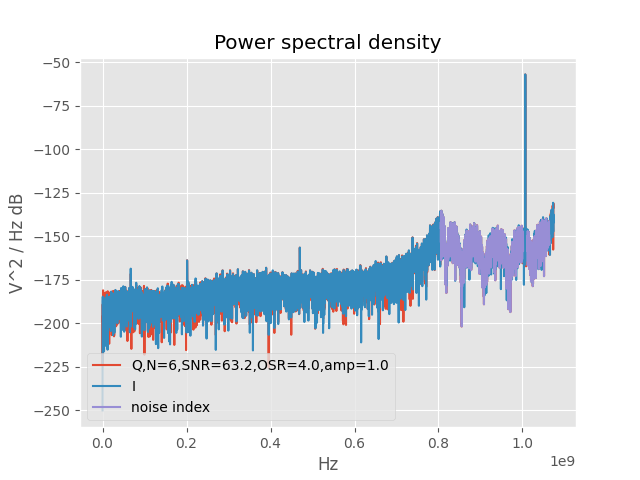 Power spectral density
V^2 / Hz dB
−50
−75
−100
−125
−150
−175
−200
−225
−250
Q,N=6,SNR=63.2,OSR=4.0,amp=1.0
I
noise index
0.0 0.2 0.4 0.6 0.8 1.0
1e9
Hz